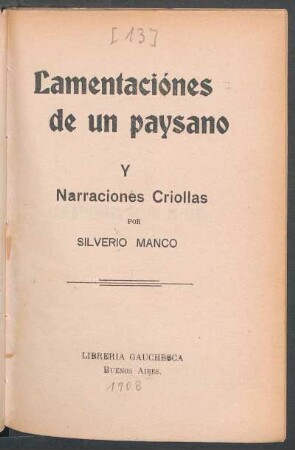 [13]
Lamentaciónes
de un paysano
Y
Narraciones Criollas
POR
SILVERIO MANCO
LIBRERIA GAUCHESCA
BUENOS AIRES.
1908